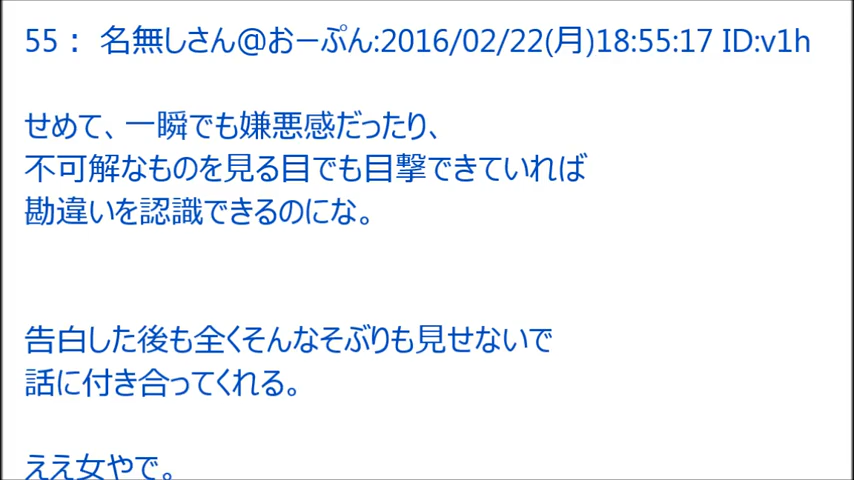 55： 名無しさん@おーぷん:2016/02/22(月)18:55:17 ID:v1h
せめて、一瞬でも嫌悪感だったり、
不可解なものを見る目でも目撃できていれば
勘違いを認識できるのにな。
告白した後も全くそんなそぶりも見せないで
話に付き合ってくれる。
ええ女やで。